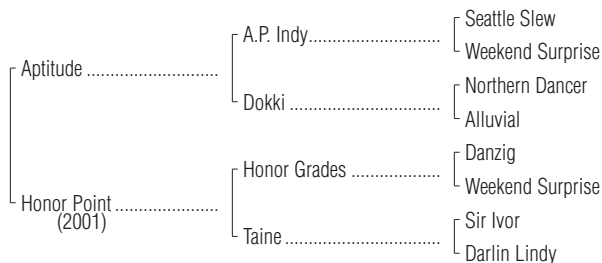 Seattle Slew
A.P. Indy
Weekend Surprise
Aptitude
Northern Dancer
Dokki
Alluvial
Danzig
Honor Grades
Weekend Surprise
Honor Point
(2001)
Sir Ivor
Taine
Darlin Lindy